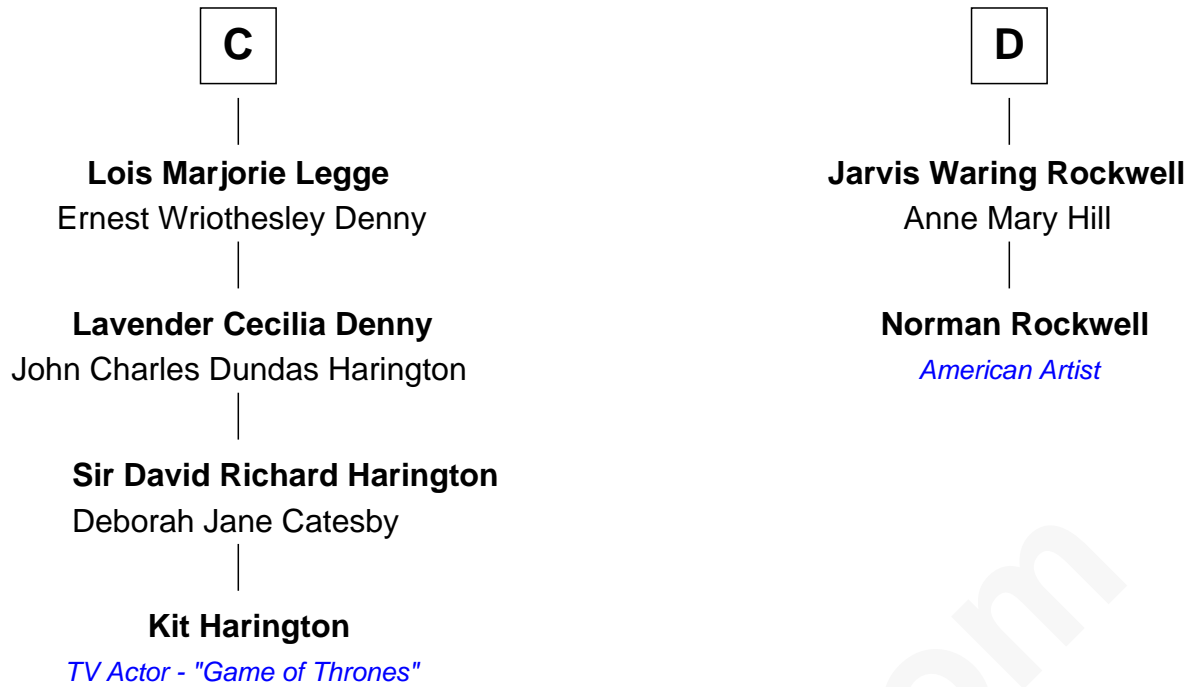 C
Lois Marjorie Legge
Ernest Wriothesley Denny
Lavender Cecilia Denny
John Charles Dundas Harington
Sir David Richard Harington
Deborah Jane Catesby
Kit Harington
TV Actor - "Game of Thrones"
D
Jarvis Waring Rockwell
Anne Mary Hill
Norman Rockwell
American Artist
om